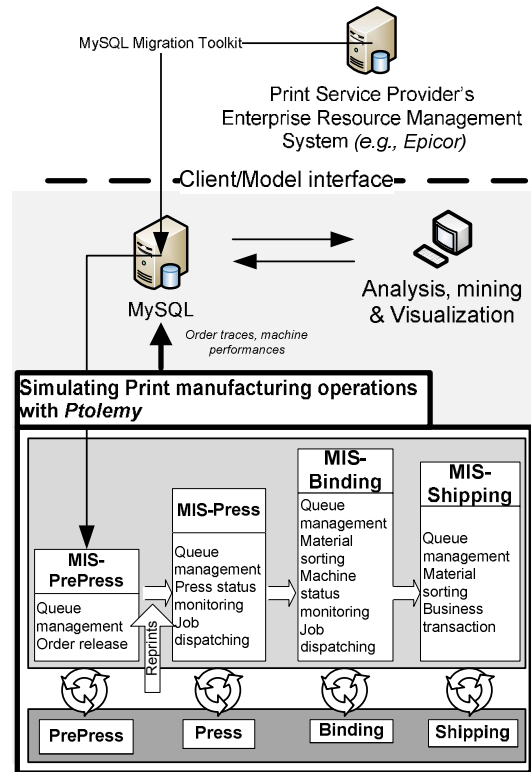 MySQL Migration Toolkit
Print Service Provider's
Enterprise Resource Management
System (e.g., Epicor)
Client/Model interface
MySQL
Analysis, mining
& Visualization
Order traces, machine
performances
Simulating Print manufacturing operations
with Ptolemy
MIS-
PrePress
Queue
management
Order release
Reprints
MIS-Press
Queue
management
Press status
monitoring
Job
dispatching
MIS-
Binding
Queue
management
Material
sorting
Machine
status
monitoring
Job
dispatching
MIS-
Shipping
Queue
management
Material
sorting
Business
transaction
PrePress
Press
Binding
Shipping